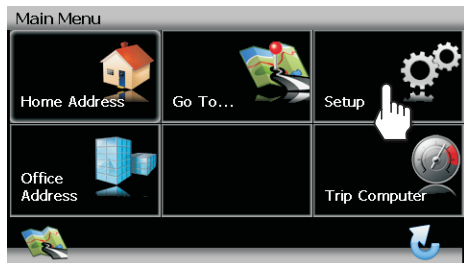 Main Menu
Home Address
Go To...
Setup
Office
Address
Trip Computer